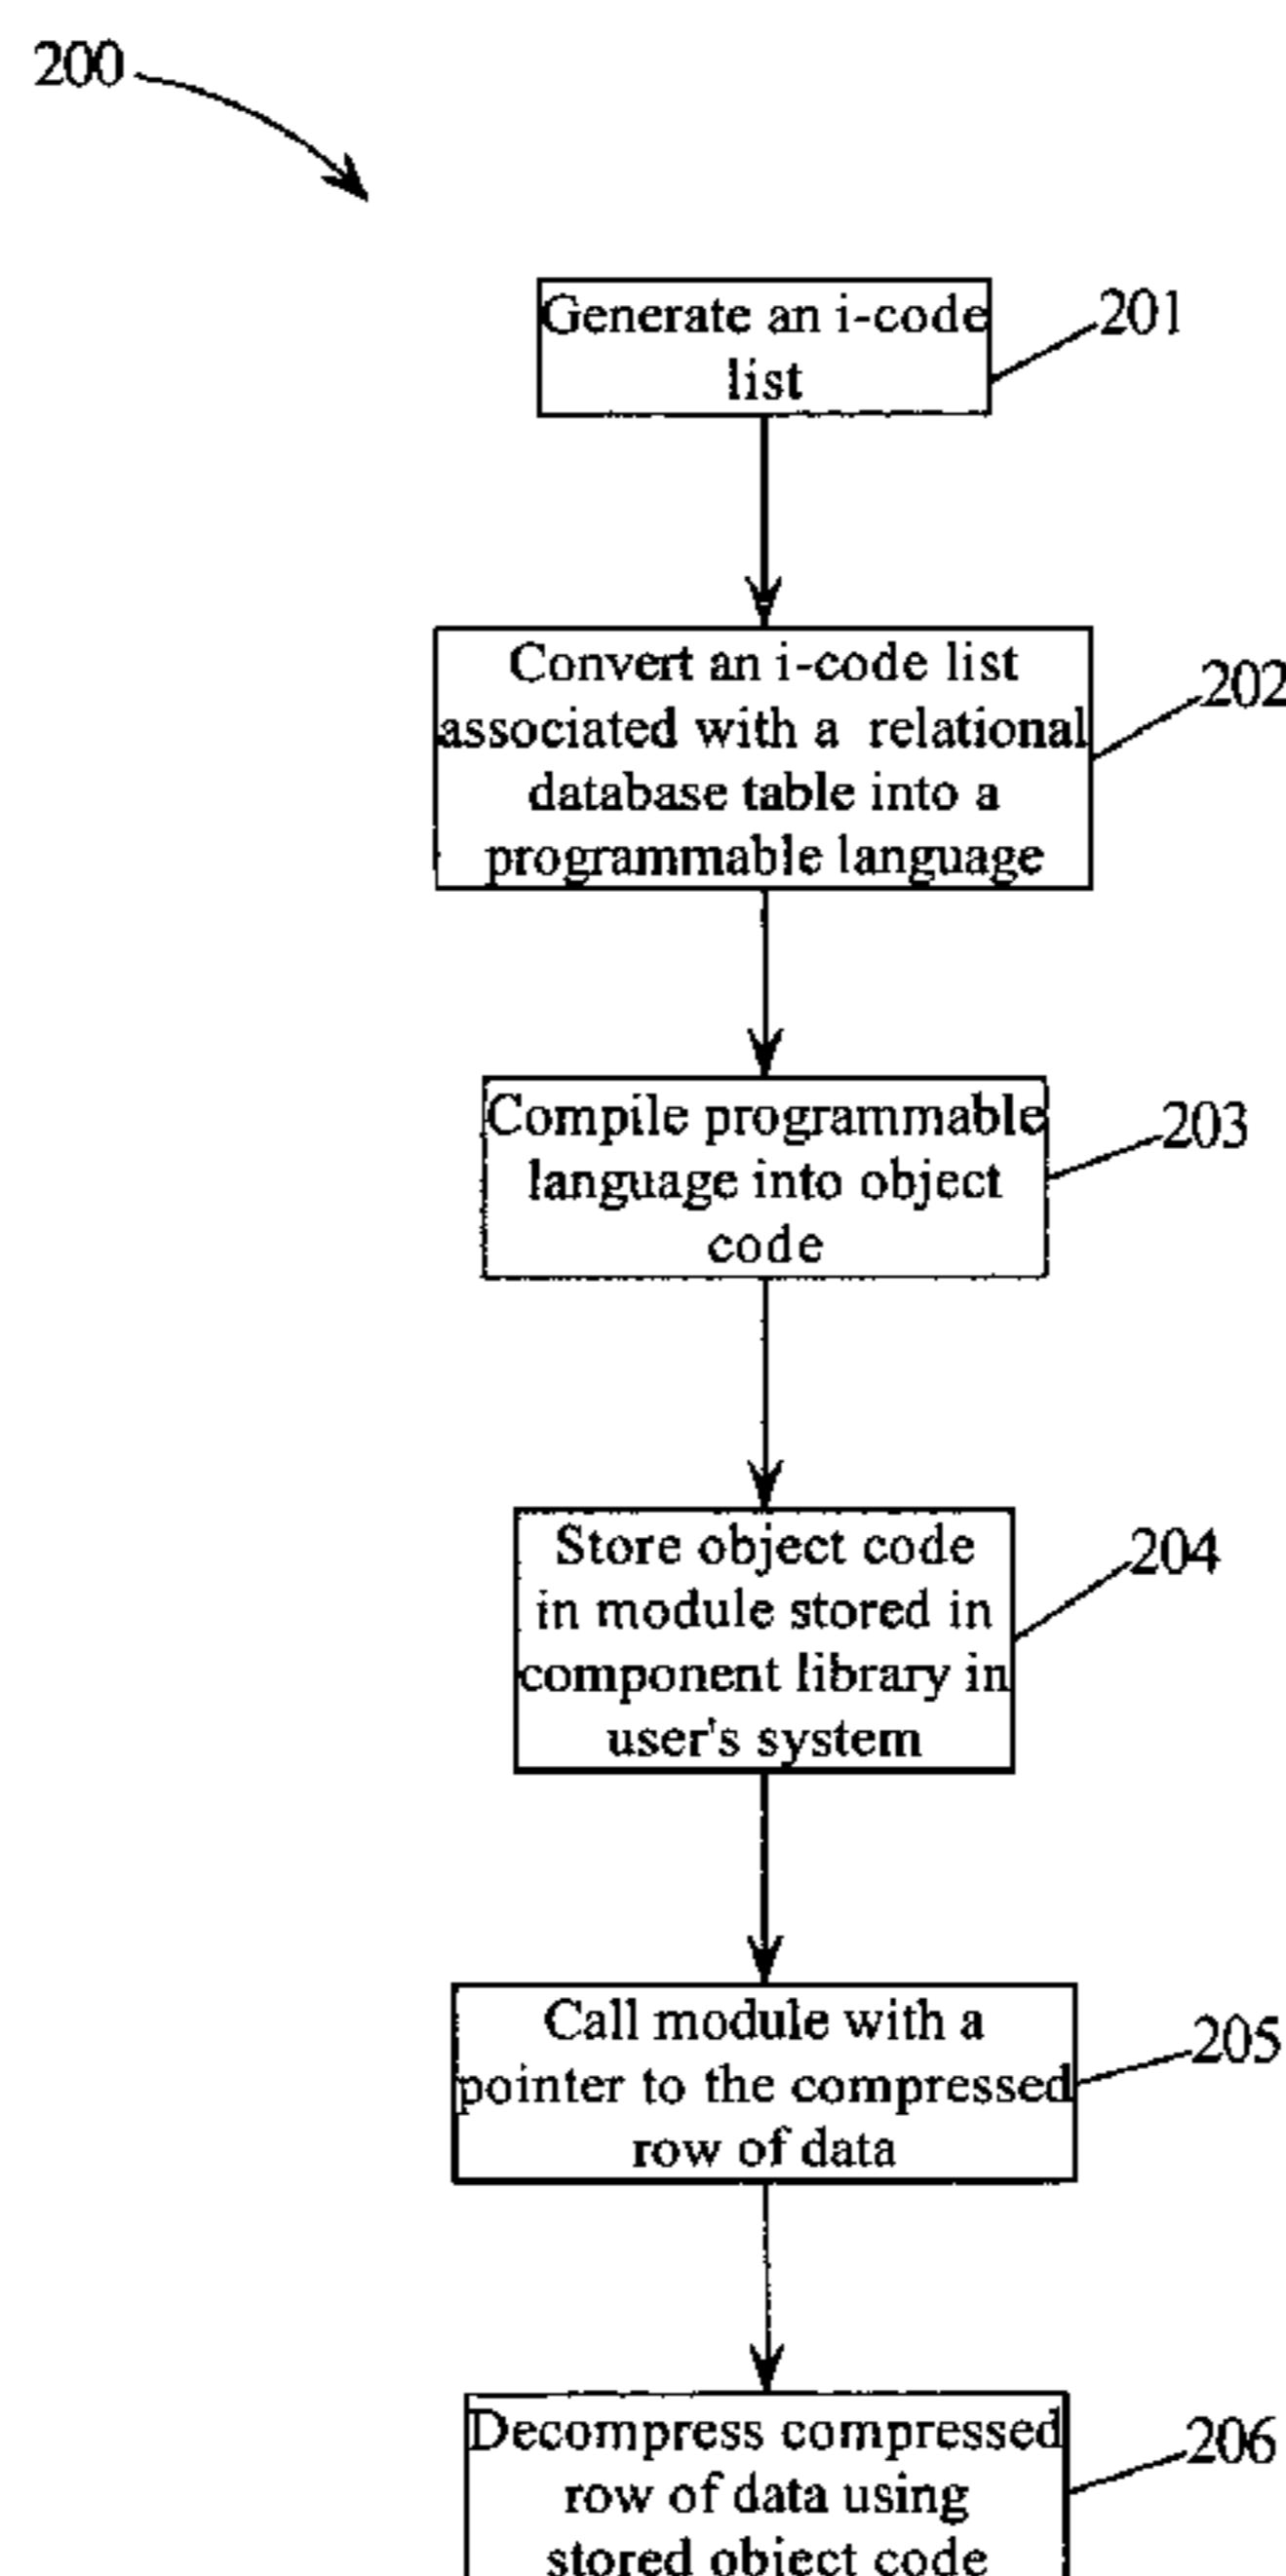 200
Generate an i-code
list
201
Convert an i-code list
associated with a relational
database table into a
programmable language
202
Compile programmable
language into object
code
203
Store object code
in module stored in
component library in
user's system
204
Call module with a
pointer to the compressed
row of data
205
Decompress compressed
row of data using
stored object code
206